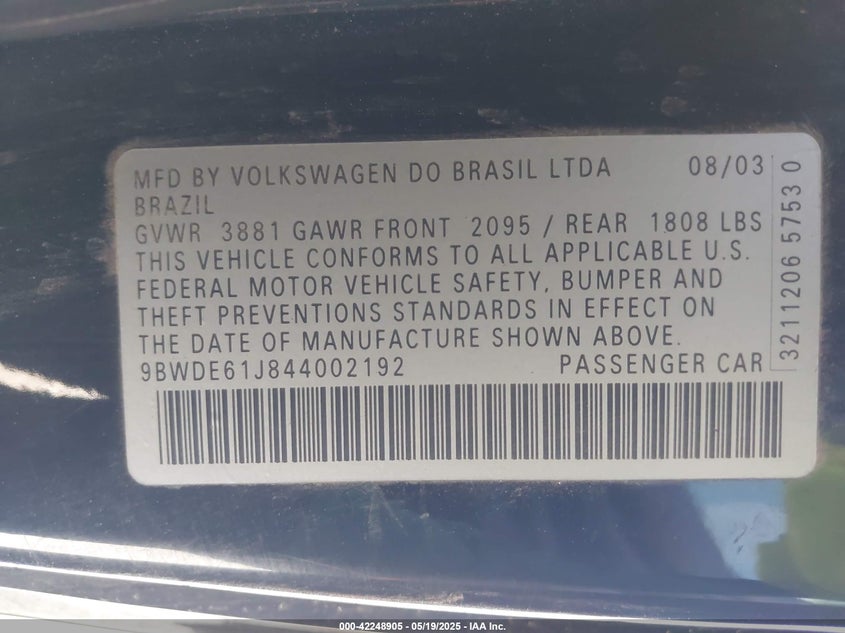 MFD BY VOLKSWAGEN DO BRASIL LTDA 08/03
BRAZIL
GVWR 3881 GAWR FRONT 2095 / REAR 1808 LBS
THIS VEHICLE CONFORMS TO ALL APPLICABLE U.S.
FEDERAL MOTOR VEHICLE SAFETY, BUMPER AND
THEFT PREVENTIONS STANDARDS IN EFFECT ON
THE DATE OF MANUFACTURE SHOWN ABOVE.
9BWDE61J844002192 PASSENGER CAR
3211206 5753 0
000-42248905 - 05/19/2025 - IAA Inc.